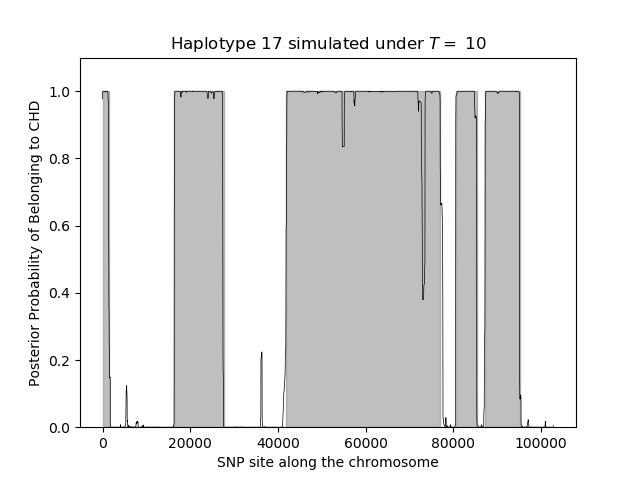 Haplotype 17 simulated under T = 10
Posterior Probability of Belonging to CHD
1.0
0.8
0.6
0.4
0.2
0.0
0 20000 40000 60000 80000 100000
SNP site along the chromosome